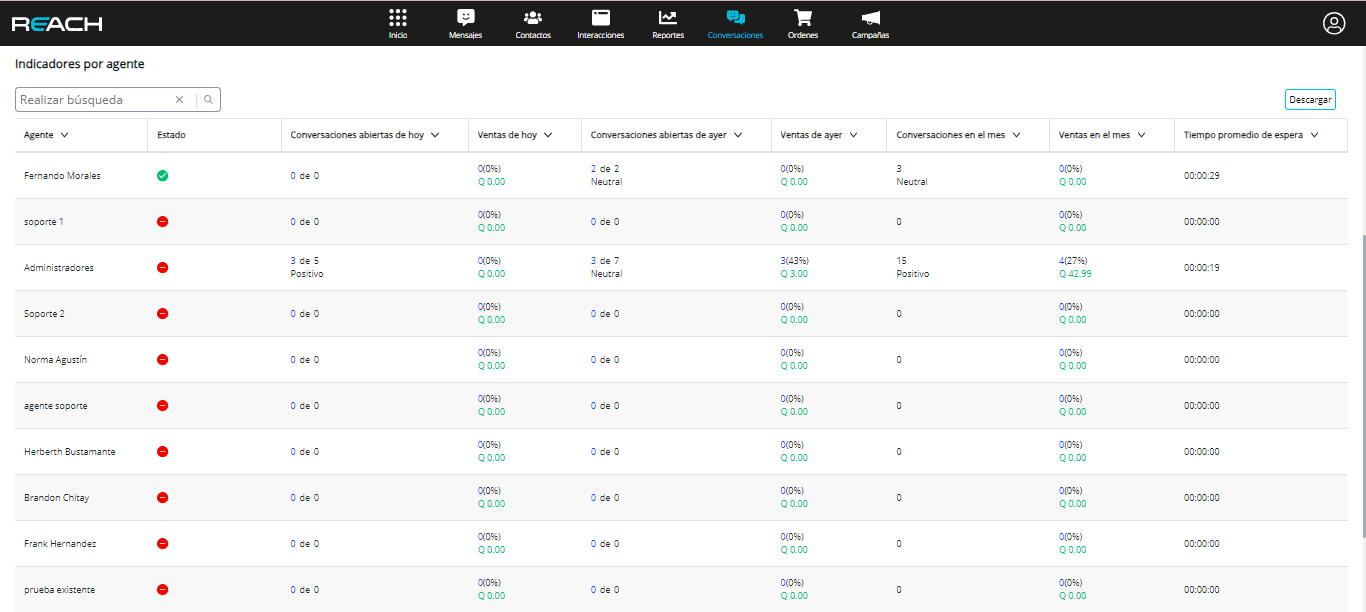 REACH
Inicio Mensajes Contactos Interacciones Reportes Conversaciones Ordenes Campañas
Indicadores por agente
Realizar búsqueda
Descargar
Agente Estado Conversaciones abiertas de hoy Ventas de hoy Conversaciones abiertas de ayer Ventas de ayer Conversaciones en el mes Ventas en el mes Tiempo promedio de espera
Fernando Morales 0 de 0 0(0%) Q 0.00 2 de 2 Neutral 0(0%) Q 0.00 3 Neutral 0(0%) Q 0.00 00:00:29
soporte 1 0 de 0 0(0%) Q 0.00 0 de 0 0(0%) Q 0.00 0 0(0%) Q 0.00 00:00:00
Administradores 3 de 5 Positivo 0(0%) Q 0.00 3 de 7 Neutral 3(43%) Q 3.00 15 Positivo 4(27%) Q 42.99 00:00:19
Soporte 2 0 de 0 0(0%) Q 0.00 0 de 0 0(0%) Q 0.00 0 0(0%) Q 0.00 00:00:00
Norma Agustín 0 de 0 0(0%) Q 0.00 0 de 0 0(0%) Q 0.00 0 0(0%) Q 0.00 00:00:00
agente soporte 0 de 0 0(0%) Q 0.00 0 de 0 0(0%) Q 0.00 0 0(0%) Q 0.00 00:00:00
Herberth Bustamante 0 de 0 0(0%) Q 0.00 0 de 0 0(0%) Q 0.00 0 0(0%) Q 0.00 00:00:00
Brandon Chitay 0 de 0 0(0%) Q 0.00 0 de 0 0(0%) Q 0.00 0 0(0%) Q 0.00 00:00:00
Frank Hernandez 0 de 0 0(0%) Q 0.00 0 de 0 0(0%) Q 0.00 0 0(0%) Q 0.00 00:00:00
prueba existente 0 de 0 0(0%) Q 0.00 0 de 0 0(0%) Q 0.00 0 0(0%) Q 0.00 00:00:00